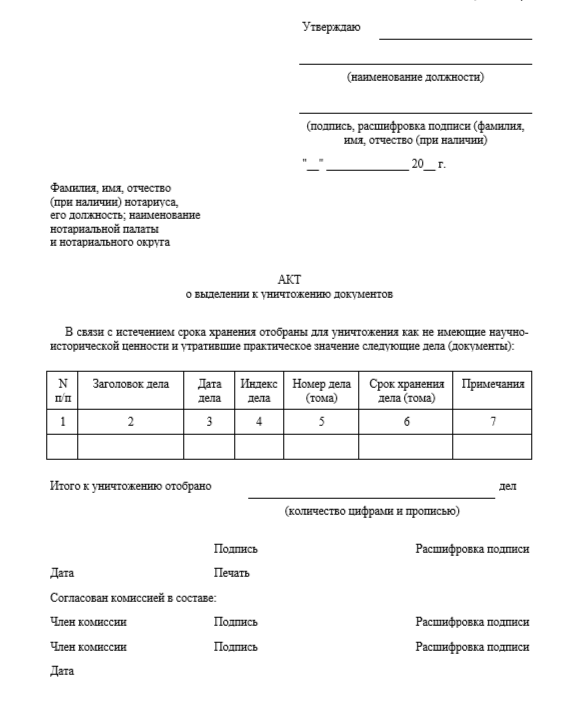 Утверждаю
(наименование должности)
(подпись, расшифровка подписи (фамилия,
имя, отчество (при наличии)
"__" ______________ 20__ г.
Фамилия, имя, отчество
(при наличии) нотариуса,
его должность; наименование
нотариальной палаты
и нотариального округа
АКТ
о выделении к уничтожению документов
В связи с истечением срока хранения отобраны для уничтожения как не имеющие научно-
исторической ценности и утратившие практическое значение следующие дела (документы):
N Заголовок дела Дата Индекс Номер дела Срок хранения Примечания
п/п дела дела (тома) дела (тома)
1 2 3 4 5 6 7
Итого к уничтожению отобрано дел
(количество цифрами и прописью)
Подпись Расшифровка подписи
Дата Печать
Согласован комиссией в составе:
Член комиссии Подпись Расшифровка подписи
Член комиссии Подпись Расшифровка подписи
Дата